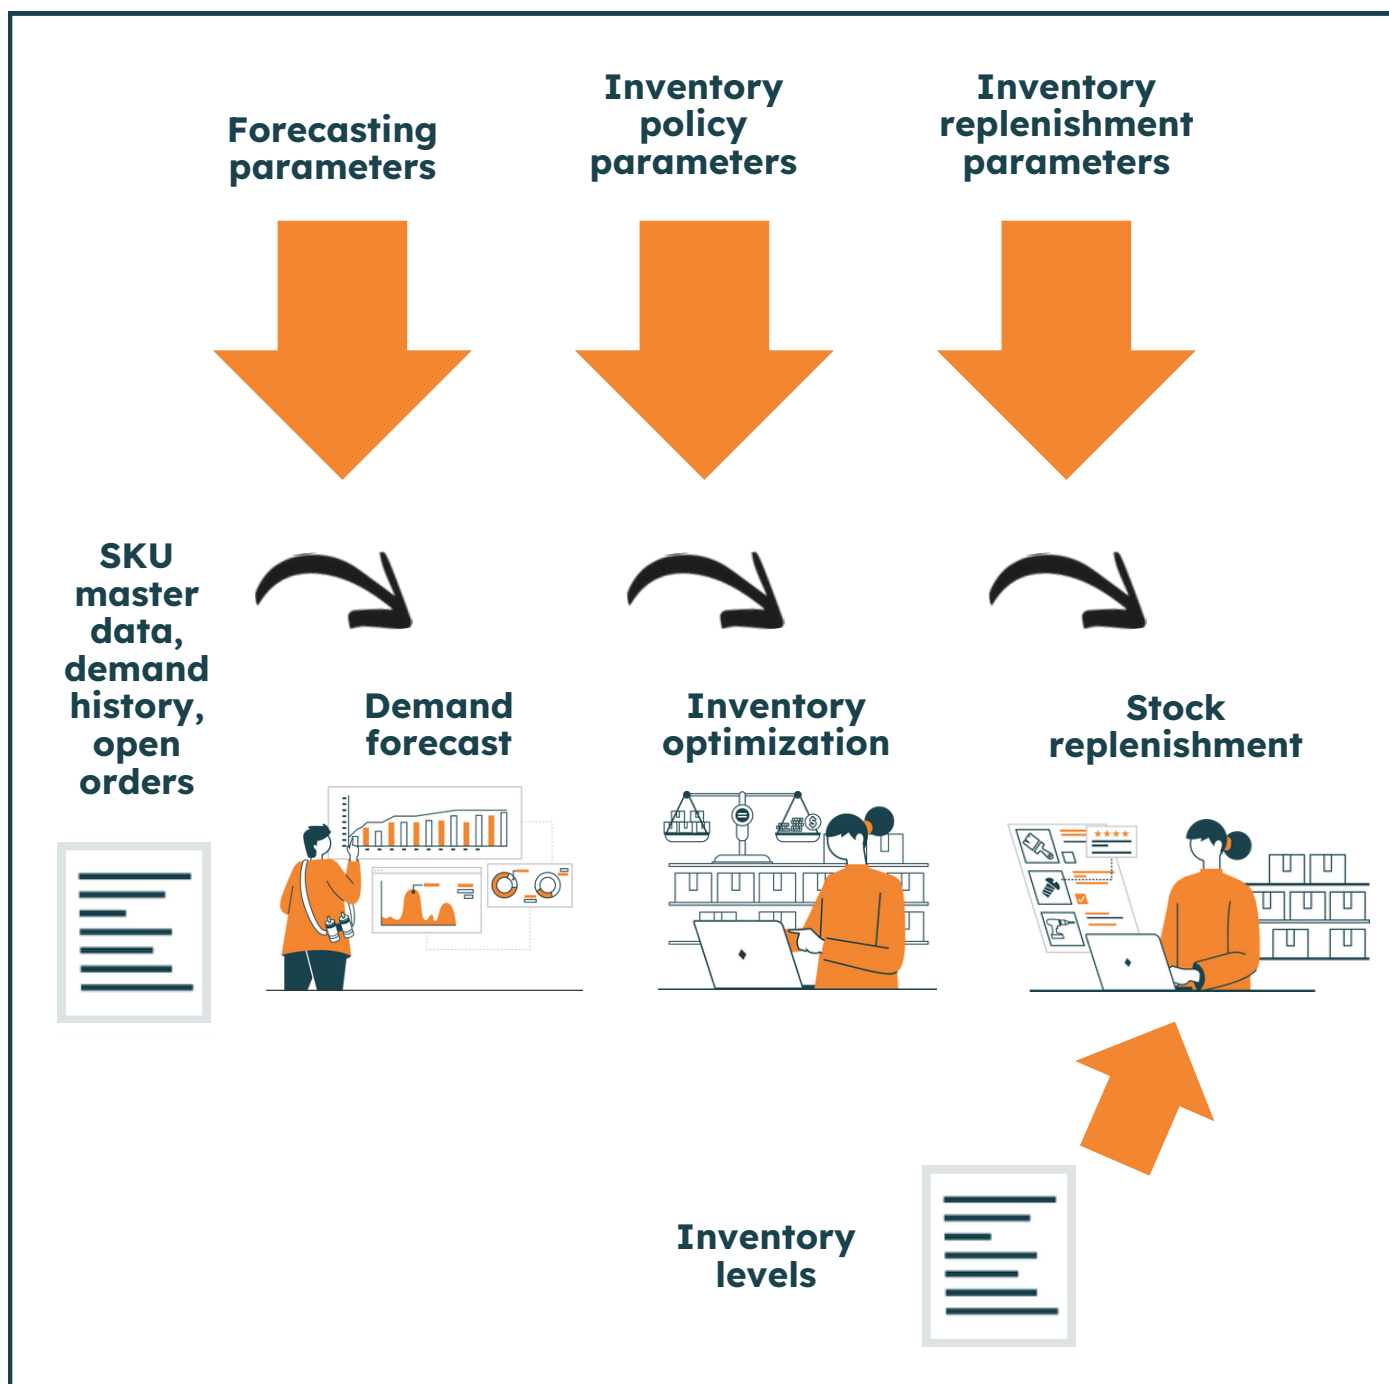 Forecasting
parameters
Inventory
policy
parameters
Inventory
replenishment
parameters
SKU
master
data,
demand
history,
open
orders
Demand
forecast
Inventory
optimization
Stock
replenishment
$
Inventory
levels